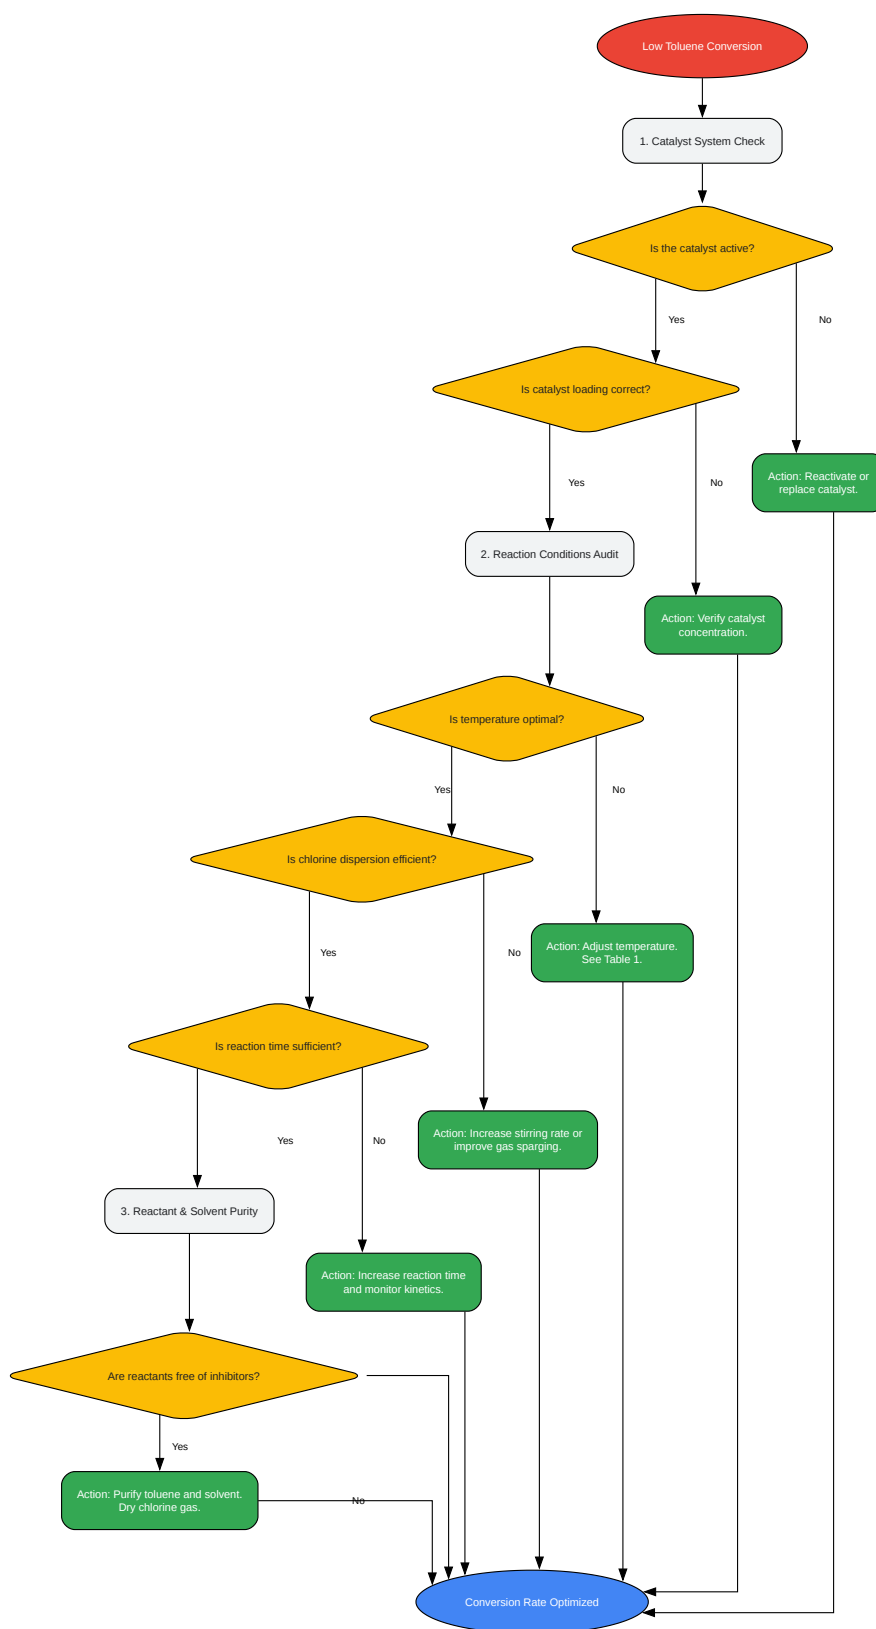 Low Toluene Conversion
1. Catalyst System Check
Is the catalyst active?
Yes
No
Is catalyst loading correct?
Yes
No
Action: Reactivate or
replace catalyst.
2. Reaction Conditions Audit
Action: Verify catalyst
concentration.
Is temperature optimal?
Yes
No
Is chlorine dispersion efficient?
Yes
No
Action: Adjust temperature.
See Table 1.
Is reaction time sufficient?
Yes
No
Action: Increase stirring rate or
improve gas sparging.
3. Reactant & Solvent Purity
Action: Increase reaction time
and monitor kinetics.
Are reactants free of inhibitors?
Yes
Action: Purify toluene and solvent.
Dry chlorine gas.
No
Conversion Rate Optimized